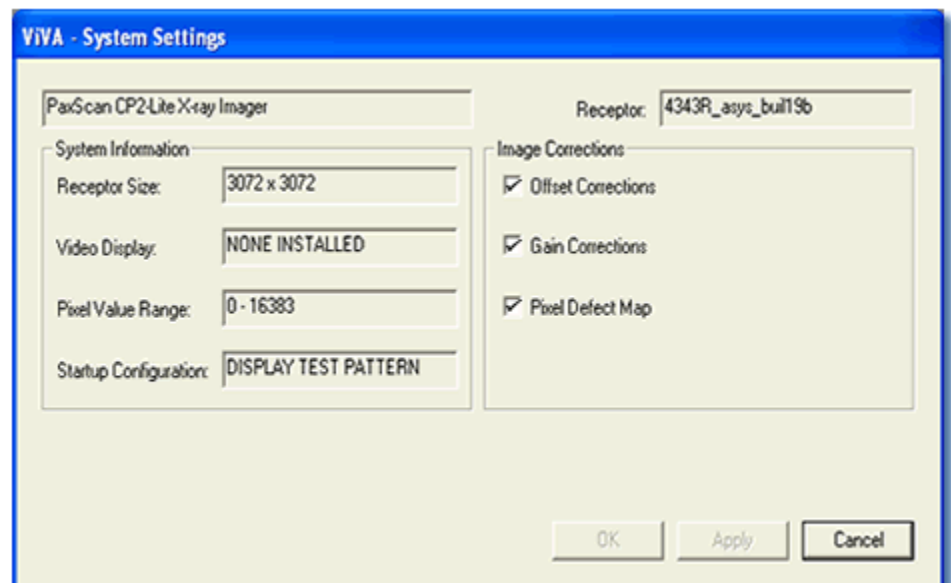 ViVA - System Settings
PaxScan CP2-Lite X-ray Imager
Receptor: 4343R_asys_buil19b
System Information
Receptor Size: 3072 x 3072
Video Display: NONE INSTALLED
Pixel Value Range: 0 - 16383
Startup Configuration: DISPLAY TEST PATTERN
Image Corrections
Offset Corrections
Gain Corrections
Pixel Defect Map
OK Apply Cancel